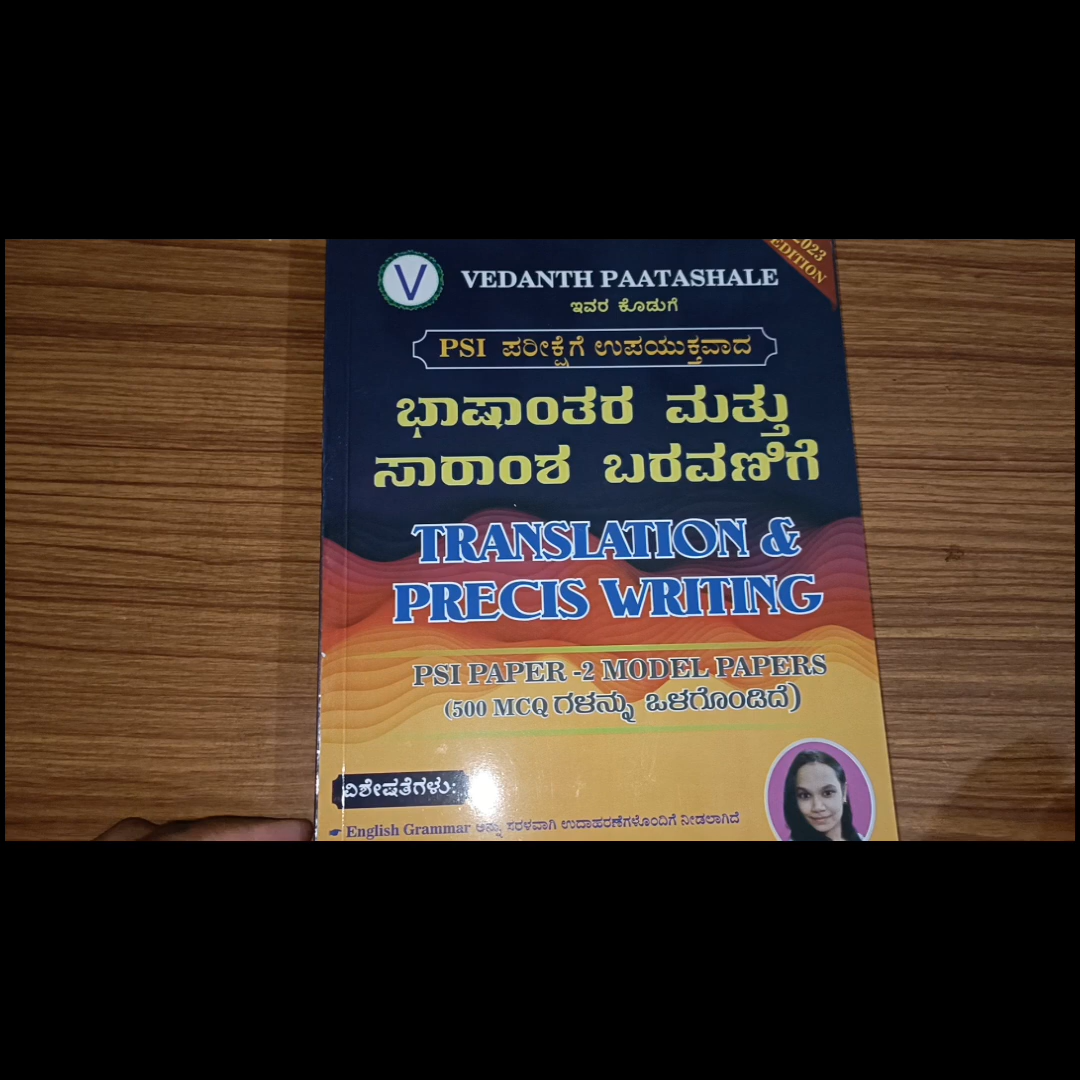 2023
EDITION
V
VEDANTH PAATASHALE
ಇವರ ಕೊಡುಗೆ
PSI ಪರೀಕ್ಷೆಗೆ ಉಪಯುಕ್ತವಾದ
ಭಾಷಾಂತರ ಮತ್ತು
ಸಾರಾಂಶ ಬರವಣಿಗೆ
TRANSLATION &
PRECIS WRITING
PSI PAPER -2 MODEL PAPERS
(500 MCQ ಗಳನ್ನು ಒಳಗೊಂಡಿದೆ)
ವಿಶೇಷತೆಗಳು:
English Grammar ಅನ್ನು ಸರಳವಾಗಿ ಉದಾಹರಣೆಗಳೊಂದಿಗೆ ನೀಡಲಾಗಿದೆ